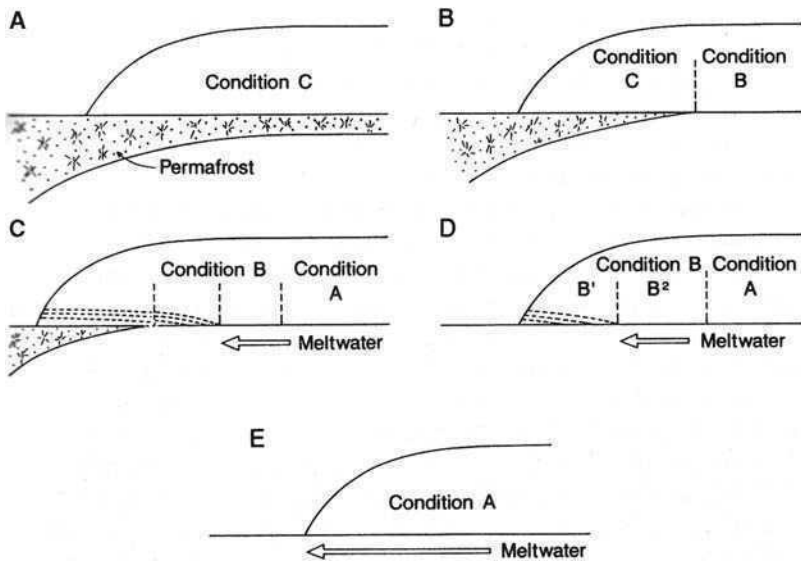 A
Condition C
Permafrost
B
Condition
C
Condition
B
C
Condition B
Condition
A
Meltwater
D
Condition B
B'
B²
Condition
A
Meltwater
E
Condition A
Meltwater